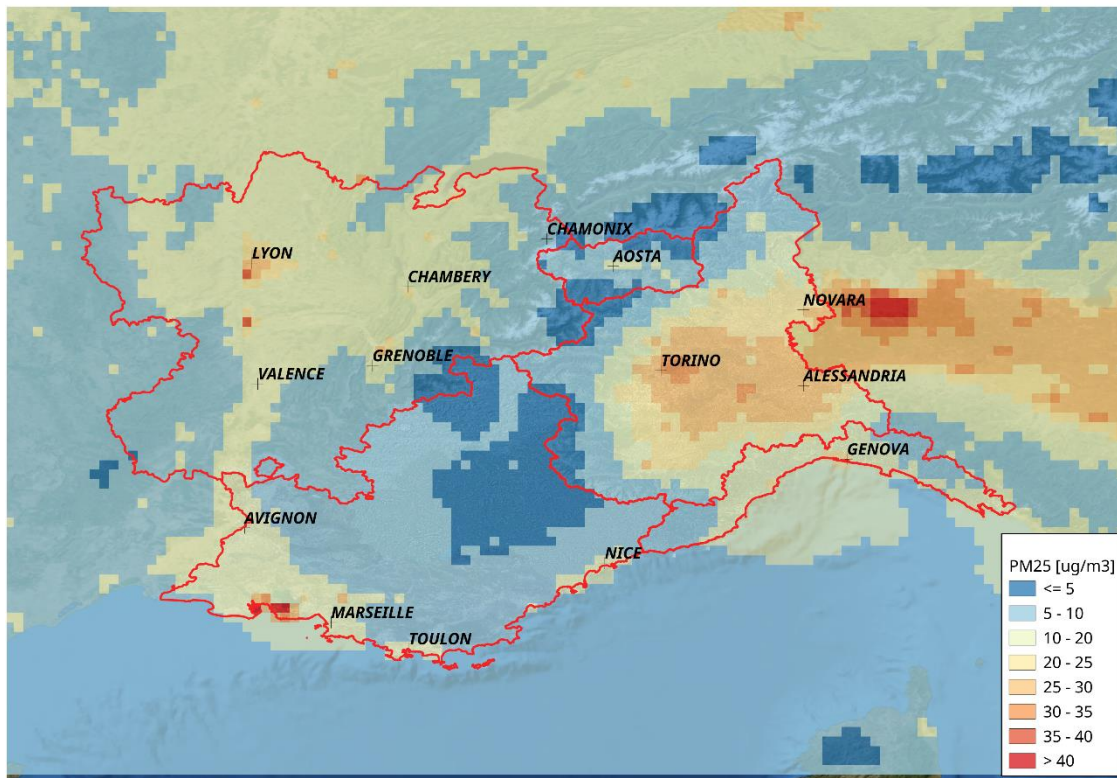 CHAMONIX
LYON
AOSTA
CHAMBERY
NOVARA
GRENOBLE
TORINO
VALENCE
ALESSANDRIA
GENOVA
AVIGNON
NICE
MARSEILLE
TOULON
PM25 [ug/m3]
<= 5
5 - 10
10 - 20
20 - 25
25 - 30
30 - 35
35 - 40
> 40